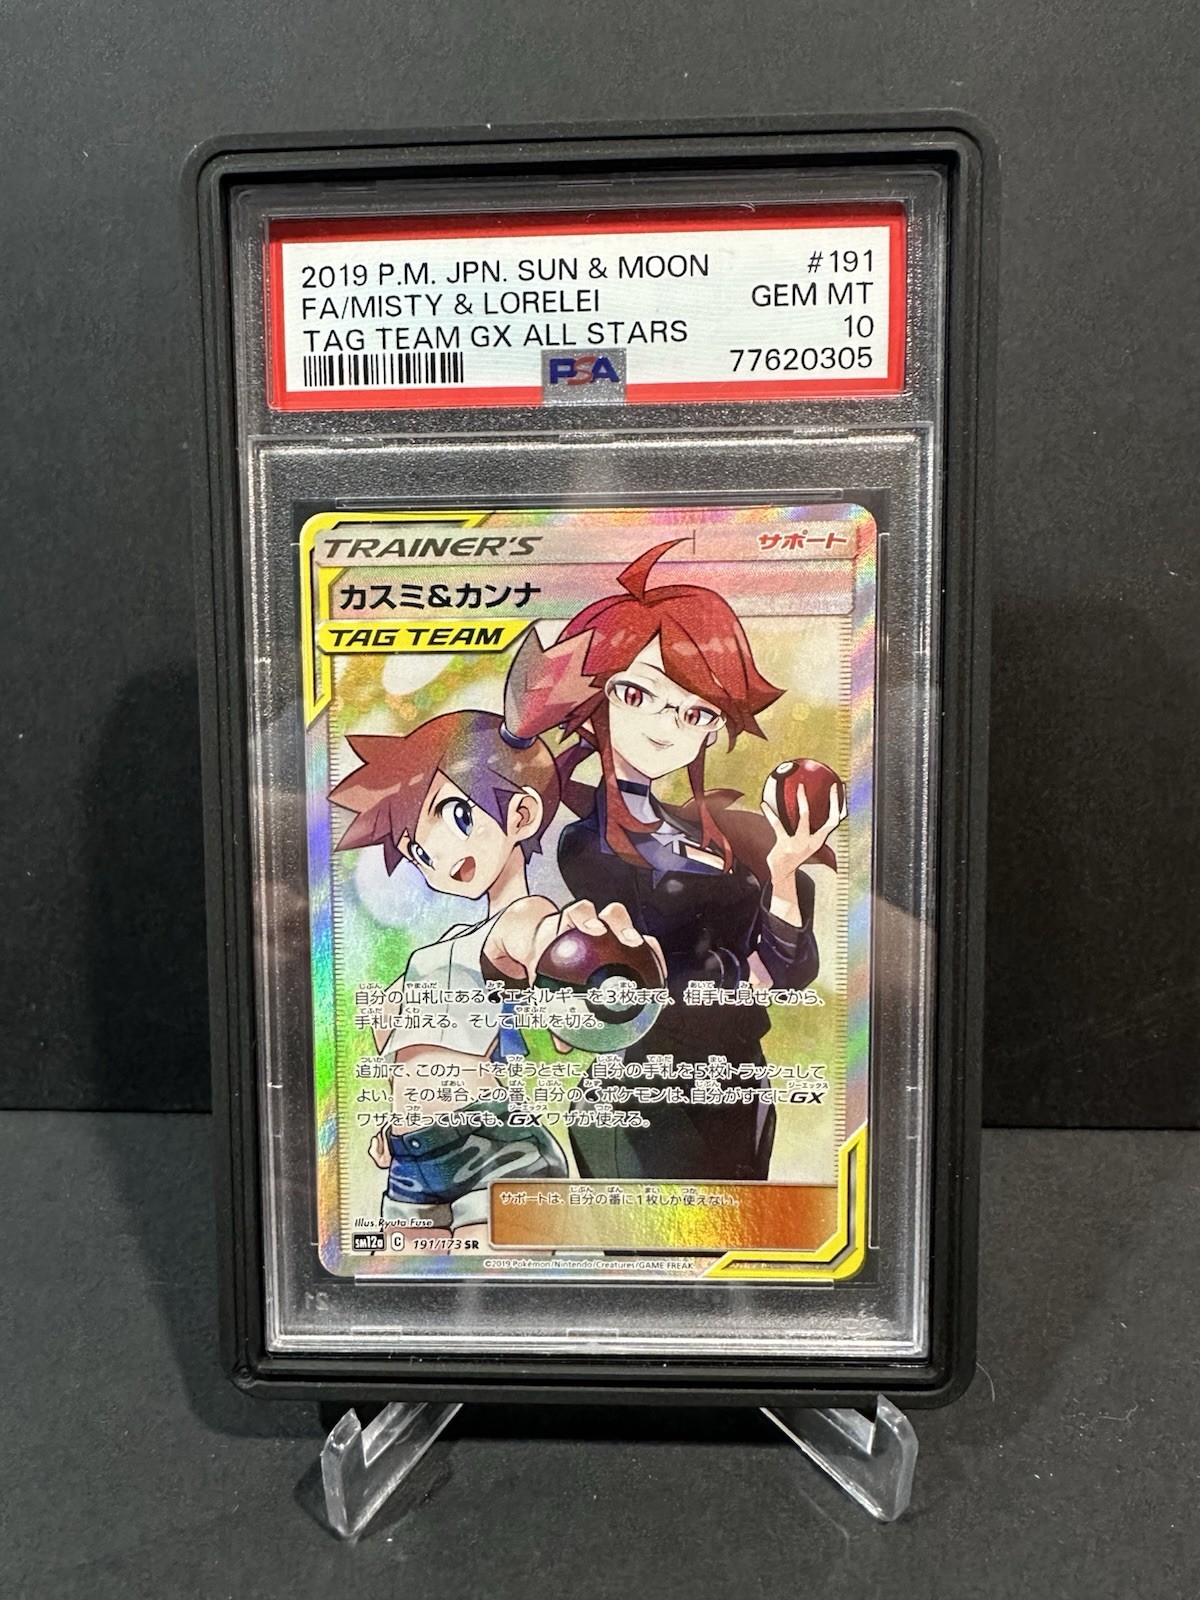 2019 P.M. JPN. SUN & MOON #191
FA/MISTY & LORELEI GEM MT
TAG TEAM GX ALL STARS 10
PSA 77620305
TRAINER'S サポート
カスミ&カンナ
TAG TEAM
自分の山札にあるエネルギーを3枚まで、相手に見せてから、
手札に加える。そして山札を切る。
追加で、このカードを使うときに、自分の手札を5枚トラッシュして
よい。その場合、この番、自分のポケモンは、自分がすでにGX
ワザを使っていても、GXワザが使える。
サポートは、自分の番に1枚しか使えない。
Illus. Ryuta Fuse
SM12a C 191/173 SR
©2019 Pokémon/Nintendo/Creatures/GAME FREAK